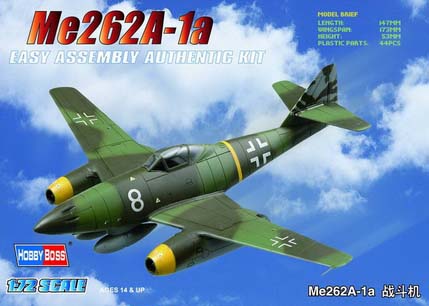 Me262A-1a
EASY ASSEMBLY AUTHENTIC KIT
MODEL BRIEF
LENGTH: 147MM
WINGSPAN: 173MM
HEIGHT: 53MM
PLASTIC PARTS: 44PCS
8
HOBBY BOSS
1:72 SCALE
AGES 14 & UP
Me262A-1a 战斗机